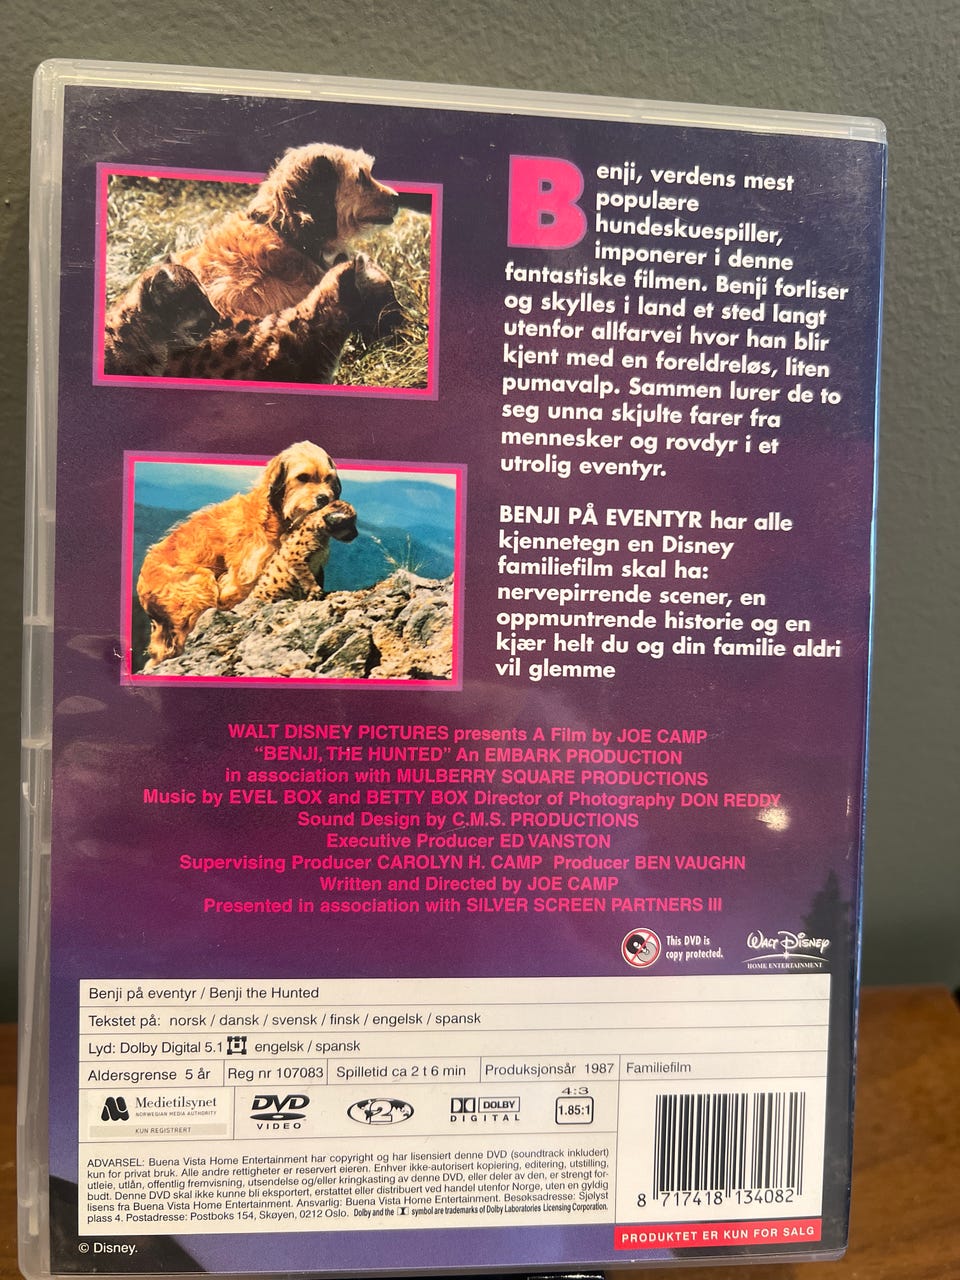 Benji, verdens mest
populære
hundeskuespiller,
imponerer i denne
fantastiske filmen. Benji forliser
og skylles i land et sted langt
utenfor allfarvei hvor han blir
kjent med en foreldreløs, liten
pumavalp. Sammen lurer de to
seg unna skjulte farer fra
mennesker og rovdyr i et
utrolig eventyr.
BENJI PÅ EVENTYR har alle
kjennetegn en Disney
familiefilm skal ha:
nervepirrende scener, en
oppmuntrende historie og en
kjær helt du og din familie aldri
vil glemme
WALT DISNEY PICTURES presents A Film by JOE CAMP
“BENJI, THE HUNTED” An EMBARK PRODUCTION
in association with MULBERRY SQUARE PRODUCTIONS
Music by EVEL BOX and BETTY BOX Director of Photography DON REDDY
Sound Design by C.M.S. PRODUCTIONS
Executive Producer ED VANSTON
Supervising Producer CAROLYN H. CAMP Producer BEN VAUGHN
Written and Directed by JOE CAMP
Presented in association with SILVER SCREEN PARTNERS III
This DVD is
copy protected.
WALT DISNEY
HOME ENTERTAINMENT
Benji på eventyr / Benji the Hunted
Tekstet på: norsk / dansk / svensk / finsk / engelsk / spansk
Lyd: Dolby Digital 5.1 engelsk / spansk
Aldersgrense 5 år Reg nr 107083 Spilletid ca 2 t 6 min Produksjonsår 1987 Familiefilm
Medietilsynet
NORWEGIAN MEDIA AUTHORITY
KUN REGISTRERT
DVD
VIDEO
2
DOLBY
DIGITAL
4:3
1.85:1
ADVARSEL: Buena Vista Home Entertainment har copyright og har lisensiert denne DVD (soundtrack inkludert)
kun for privat bruk. Alle andre rettigheter er reservert eieren. Enhver ikke-autorisert kopiering, editering, utstilling,
utleie, utlån, offentlig fremvisning, utsendelse og/eller kringkasting av denne DVD, eller deler av den, er strengt for-
budt. Denne DVD skal ikke kunne bli eksportert, erstattet eller distribuert ved handel utenfor Norge, uten en gyldig
lisens fra Buena Vista Home Entertainment. Ansvarlig: Buena Vista Home Entertainment. Besøksadresse: Sjølyst
plass 4. Postadresse: Postboks 154, Skøyen, 0212 Oslo. Dolby and the symbol are trademarks of Dolby Laboratories Licensing Corporation.
8 717418 134082
PRODUKTET ER KUN FOR SALG
© Disney.